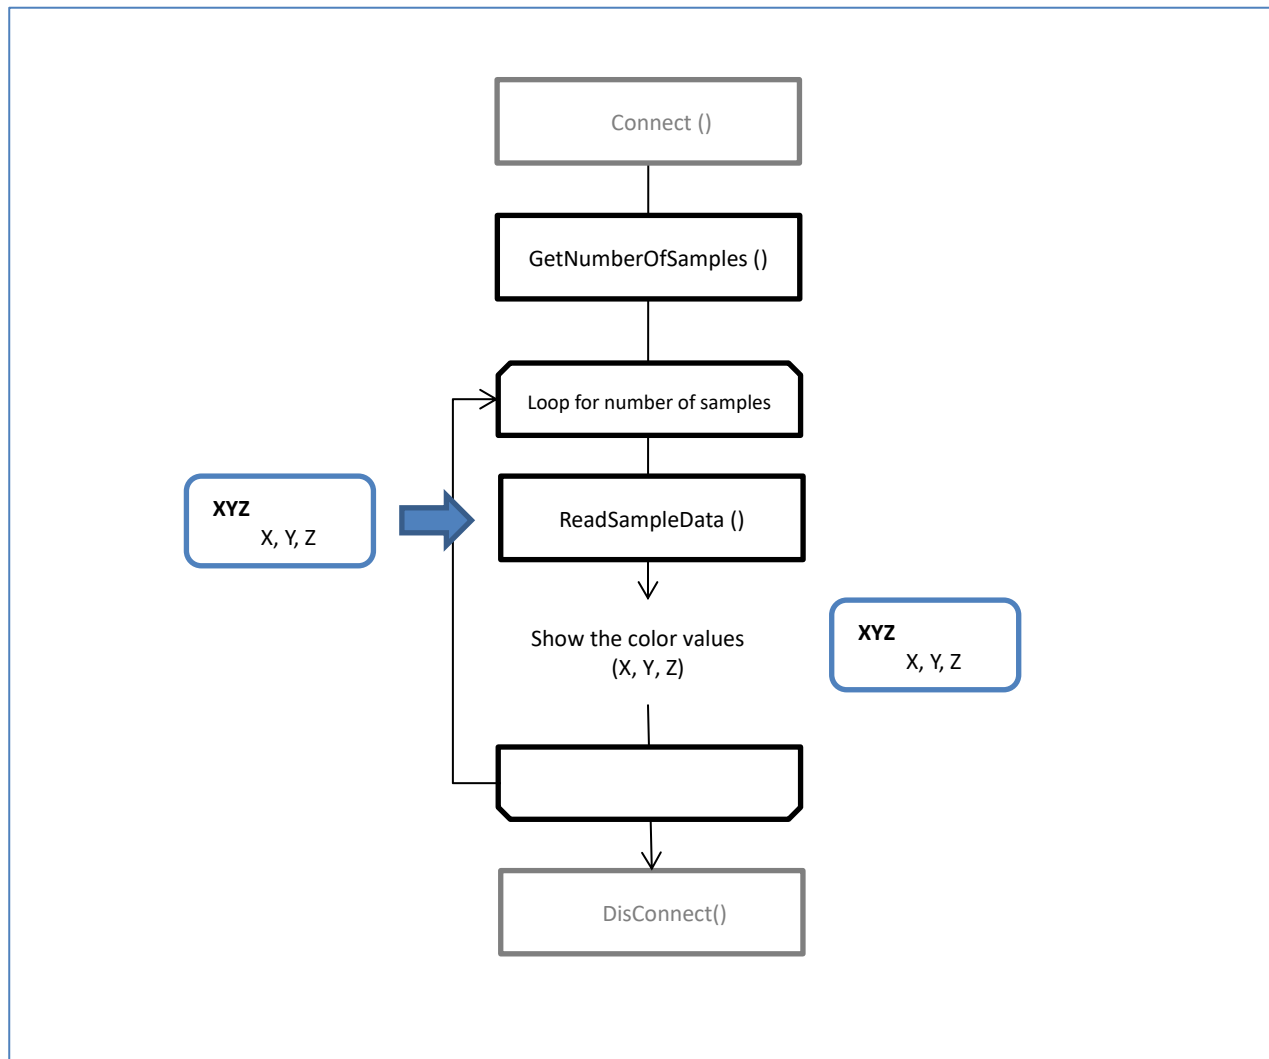 Connect ()
GetNumberOfSamples ()
Loop for number of samples
XYZ
X, Y, Z
ReadSampleData ()
Show the color values
(X, Y, Z)
XYZ
X, Y, Z
DisConnect()